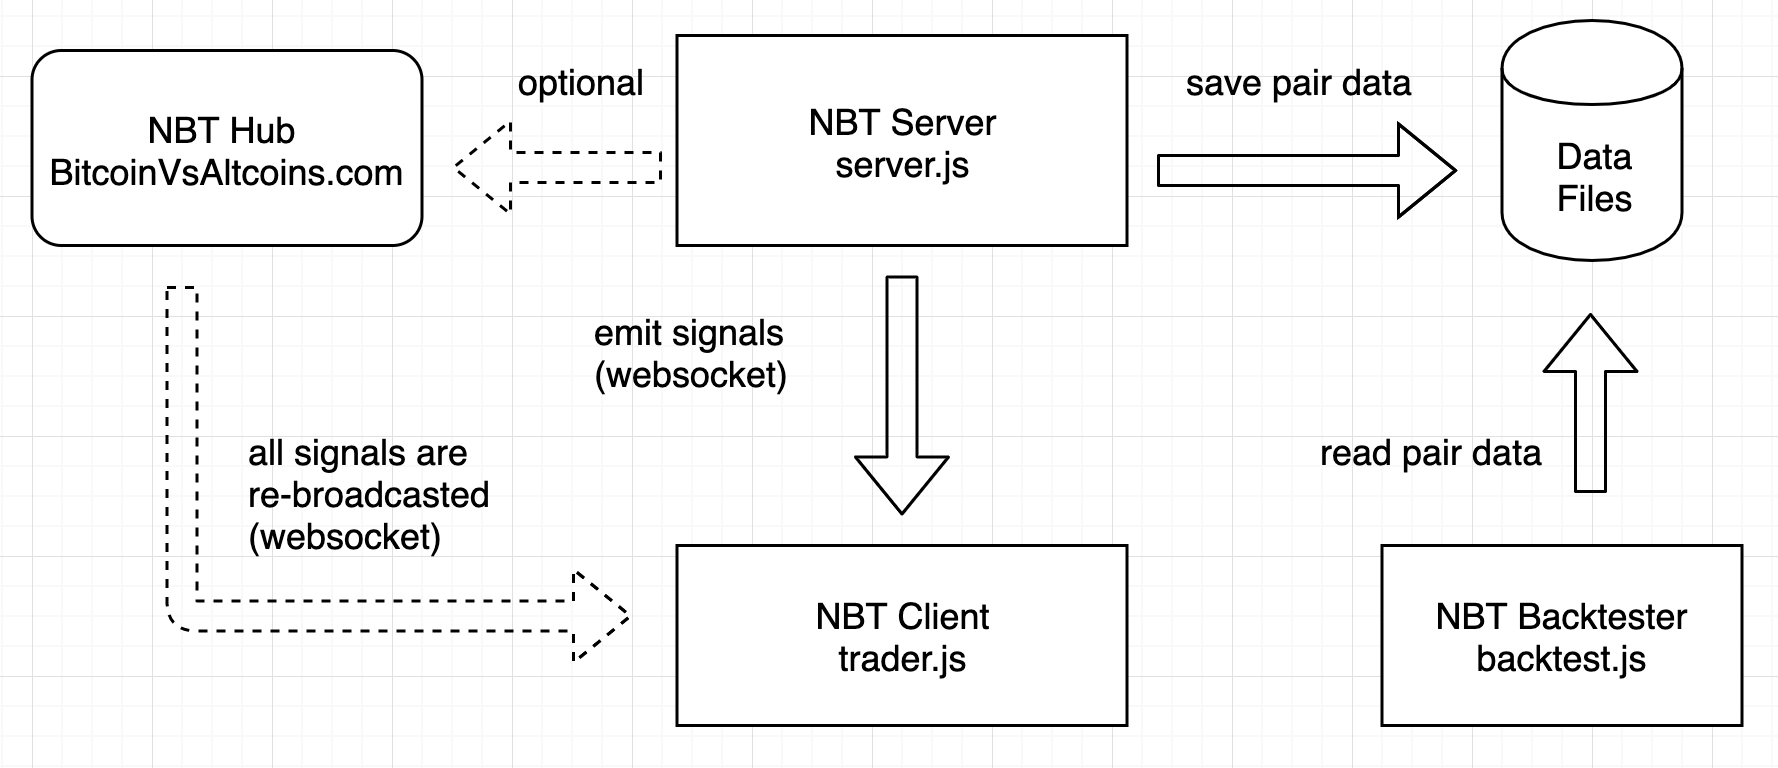 NBT Hub
BitcoinVsAltcoins.com
optional
NBT Server
server.js
save pair data
Data
Files
emit signals
(websocket)
all signals are
re-broadcasted
(websocket)
read pair data
NBT Client
trader.js
NBT Backtester
backtest.js